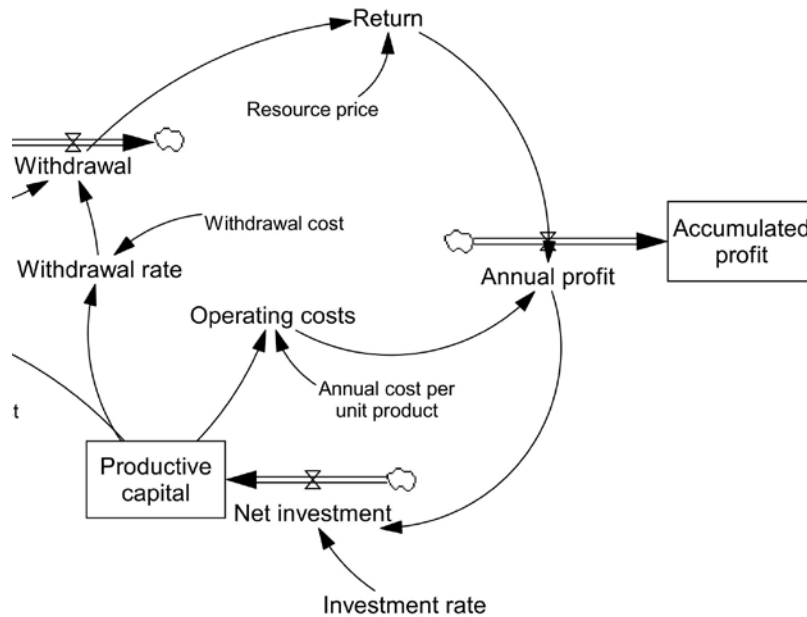 Return
Resource price
Withdrawal
Withdrawal cost
Accumulated
profit
Withdrawal rate
Annual profit
Operating costs
Annual cost per
unit product
t
Productive
capital
Net investment
Investment rate